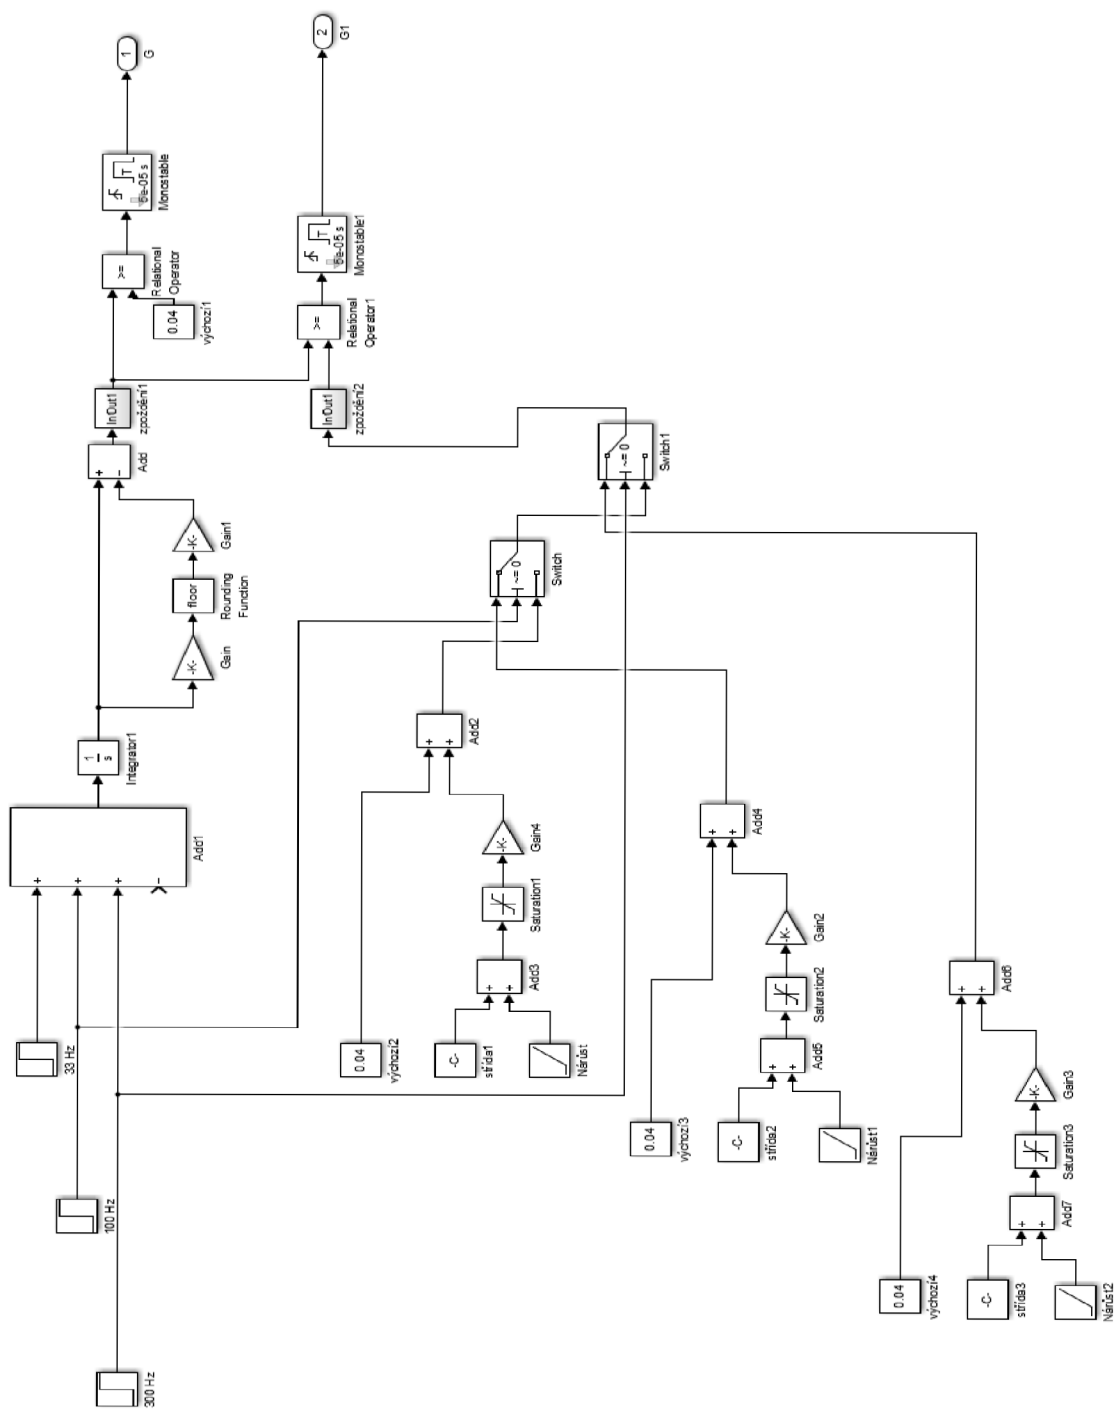 300 Hz
100 Hz
33 Hz
+
+
+
-
Add1
1
s
Integrator1
-K-
Gain
floor
Rounding
Function
-K-
Gain1
+
-
Add
In/Out1
zpoždění1
0.04
výchozí1
>=
Relational
Operator
5e-05 s
Monostable
1
G
0.04
výchozí2
-C-
střída1
Nárůst
+
+
Add3
Saturation1
-K-
Gain4
+
+
Add2
~= 0
Switch
~= 0
Switch1
In/Out1
zpoždění2
>=
Relational
Operator1
5e-05 s
Monostable1
2
G1
0.04
výchozí3
-C-
střída2
Nárůst1
+
+
Add5
Saturation2
-K-
Gain2
+
+
Add4
0.04
výchozí4
-C-
střída3
Nárůst2
+
+
Add7
Saturation3
-K-
Gain3
+
+
Add6